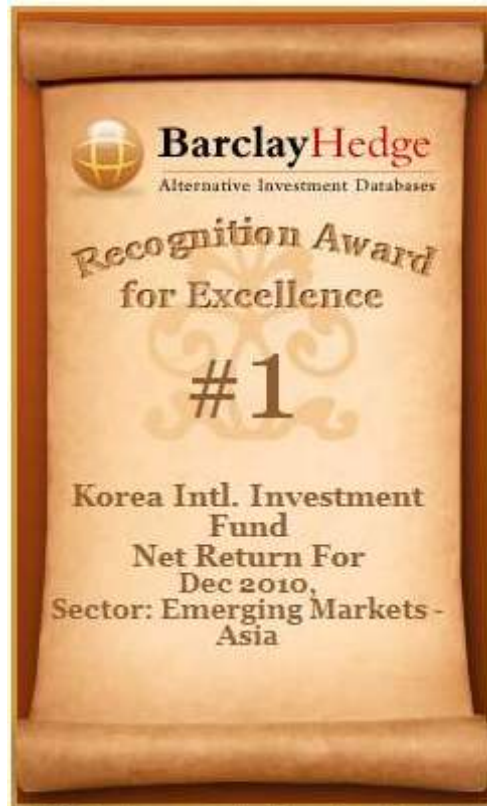 BarclayHedge
Alternative Investment Databases
Recognition Award
for Excellence
#1
Korea Intl. Investment
Fund
Net Return For
Dec 2010,
Sector: Emerging Markets -
Asia